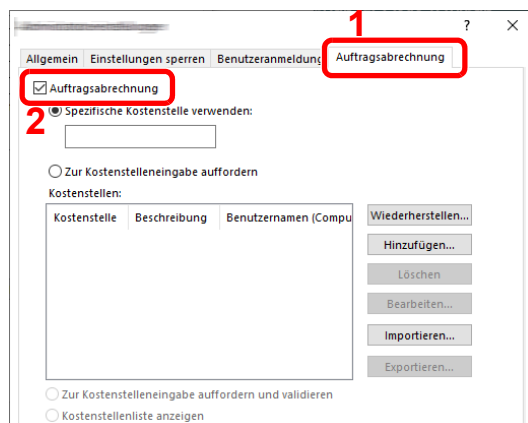 1
?
Allgemein Einstellungen sperren Benutzeranmeldung Auftragsabrechnung
Auftragsabrechnung
2
Spezifische Kostenstelle verwenden:
Zur Kostenstelleneingabe auffordern
Kostenstellen:
Kostenstelle Beschreibung Benutzernamen (Compu
Wiederherstellen...
Hinzufügen...
Löschen
Bearbeiten...
Importieren...
Exportieren...
Zur Kostenstelleneingabe auffordern und validieren
Kostenstellenliste anzeigen